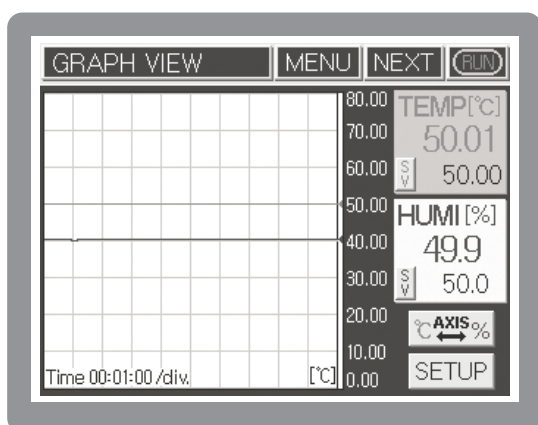 GRAPH VIEW MENU NEXT RUN
80.00
70.00
60.00
50.00
40.00
30.00
20.00
10.00
0.00
Time 00:01:00 /div. [℃]
TEMP[℃]
50.01
SV 50.00
HUMI [%]
49.9
SV 50.0
℃ AXIS %
SETUP